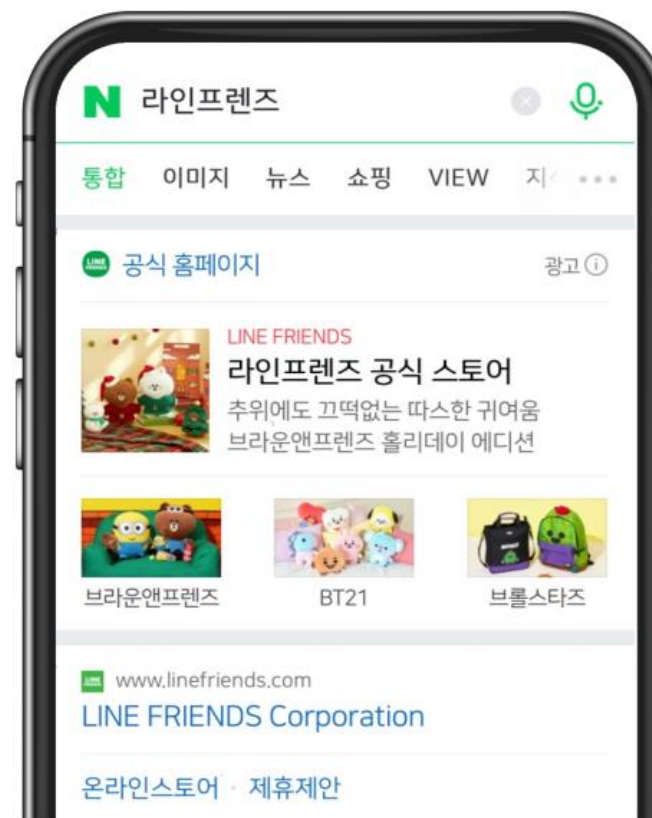 N 라인프렌즈
통합 이미지 뉴스 쇼핑 VIEW
LINE FRIENDS 공식 홈페이지 광고
LINE FRIENDS
라인프렌즈 공식 스토어
추위에도 끄떡없는 따스한 귀여움
브라운앤프렌즈 홀리데이 에디션
브라운앤프렌즈 BT21 브롤스타즈
LINE FRIENDS www.linefriends.com
LINE FRIENDS Corporation
온라인스토어 · 제휴제안